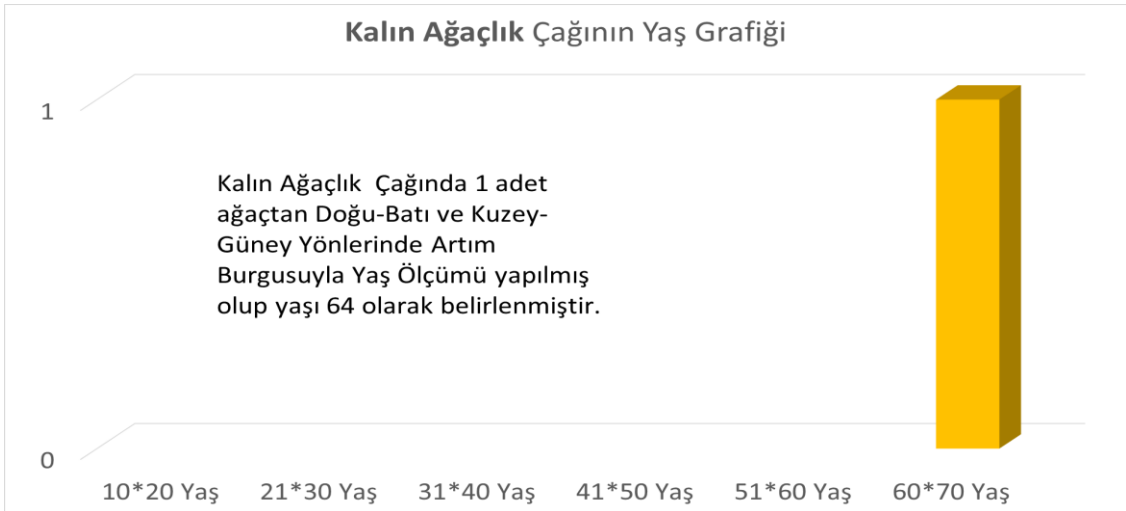 Kalın Ağaçlık Çağının Yaş Grafiği
1
Kalın Ağaçlık  Çağında 1 adet
ağaçtan Doğu-Batı ve Kuzey-
Güney Yönlerinde Artım
Burgusuyla Yaş Ölçümü yapılmış
olup yaşı 64 olarak belirlenmiştir.
0
10*20 Yaş 21*30 Yaş 31*40 Yaş 41*50 Yaş 51*60 Yaş 60*70 Yaş